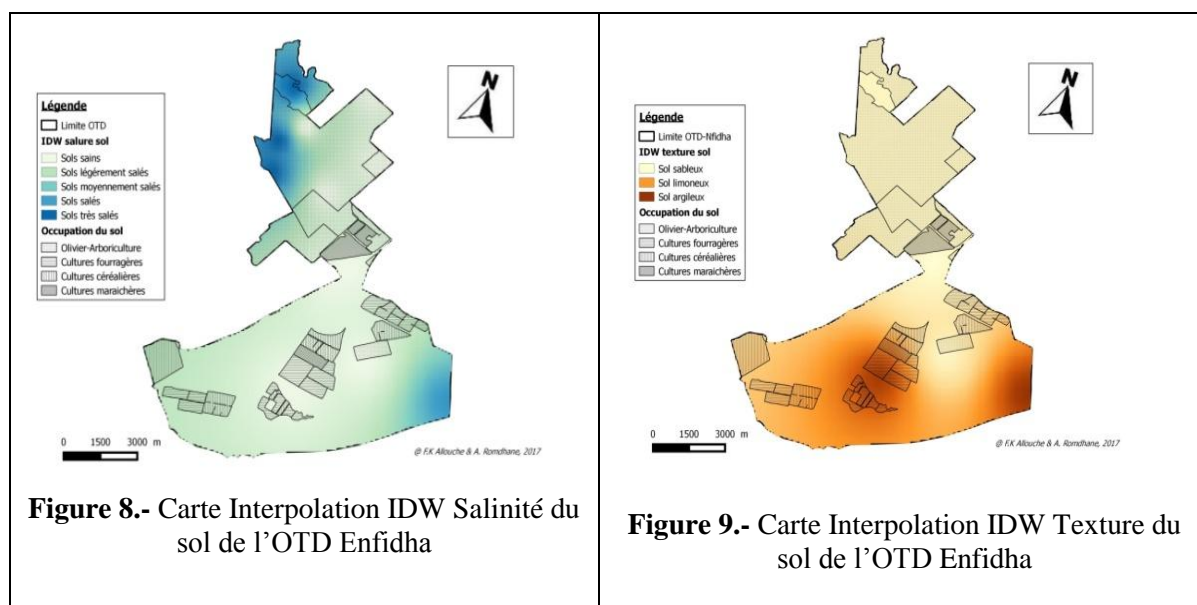 N
Légende
Limite OTD
IDW salure sol
Sols sains
Sols légérement salés
Sols moyennement salés
Sols salés
Sols très salés
Occupation du sol
Olivier-Arboriculture
Cultures fourragères
Cultures céréalières
Cultures maraichères
0 1500 3000 m
@ F.K Allouche & A. Romdhane, 2017
Figure 8.- Carte Interpolation IDW Salinité du
sol de l'OTD Enfidha
N
Légende
Limite OTD-Nfidha
IDW texture sol
Sol sableux
Sol limoneux
Sol argileux
Occupation du sol
Olivier-Arboriculture
Cultures fourragères
Cultures céréalières
Cultures maraichères
0 1500 3000 m
@ F.K Allouche & A. Romdhane, 2017
Figure 9.- Carte Interpolation IDW Texture du
sol de l'OTD Enfidha